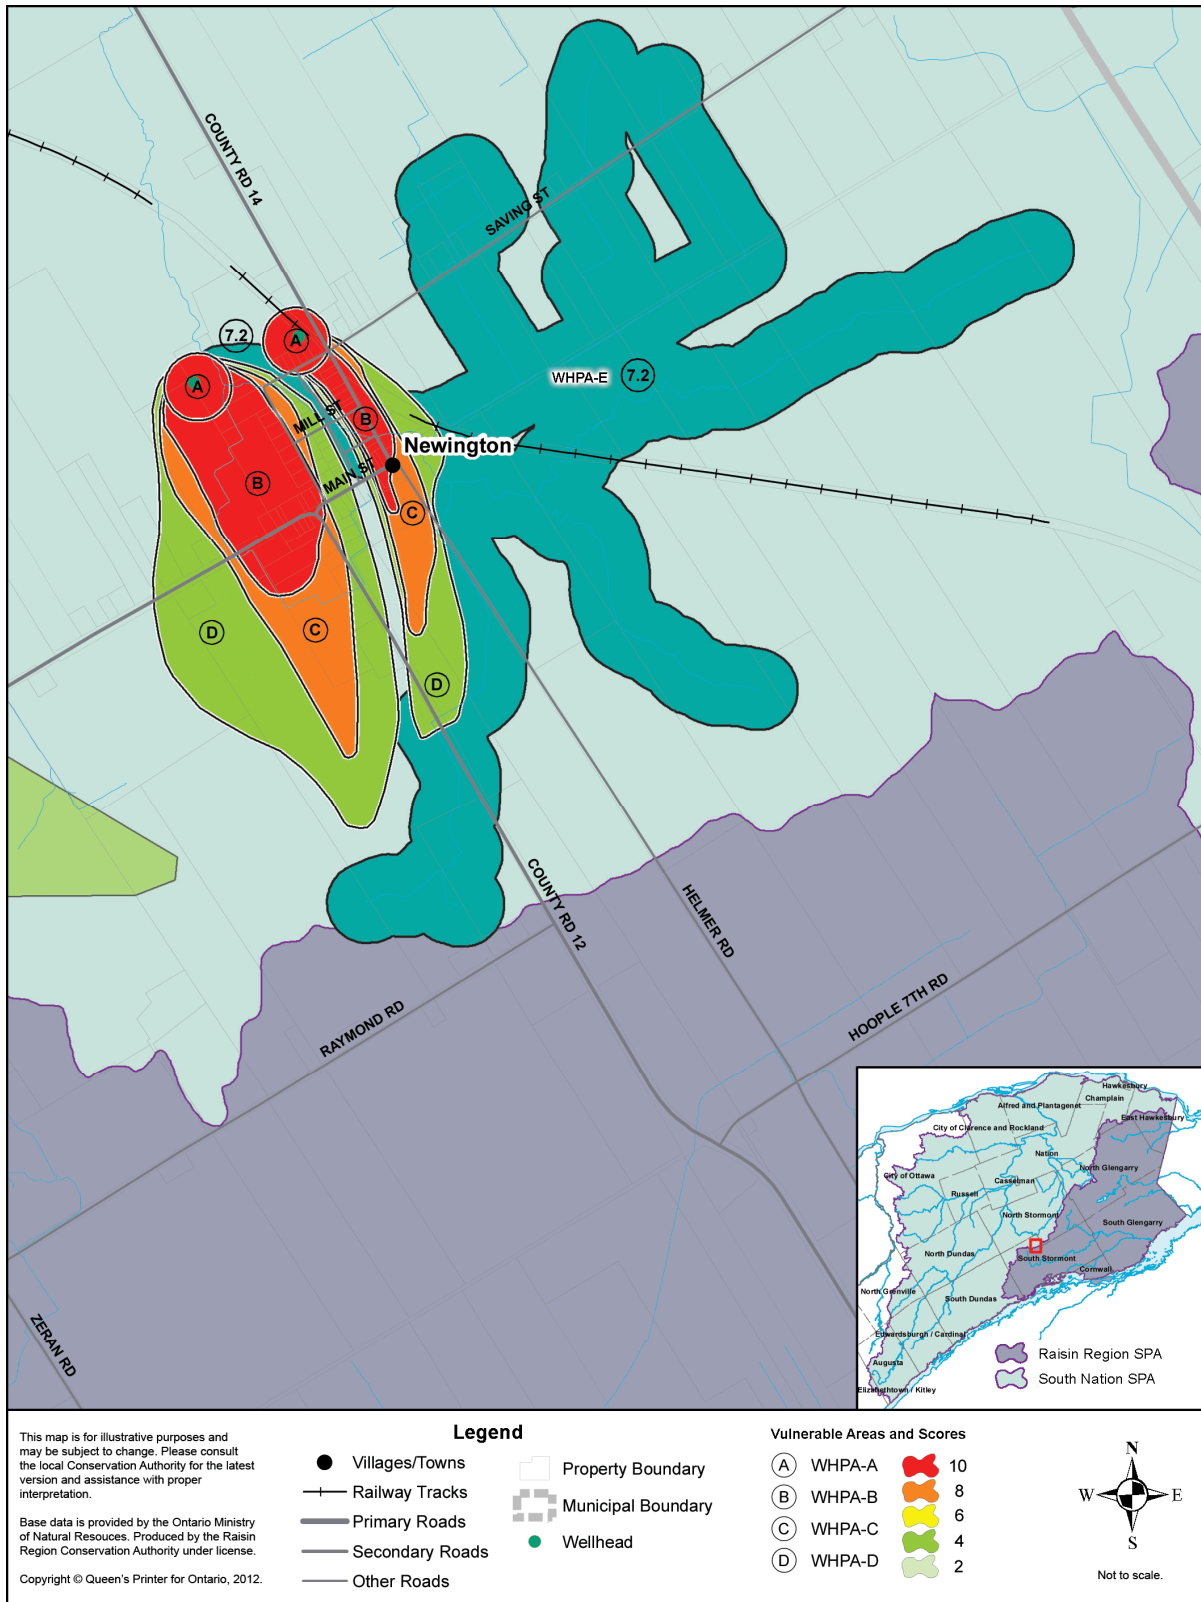 COUNTY RD 14
SAVING ST
7.2
A
A
WHPA-E
7.2
MILL ST
B
Newington
MAIN ST
B
C
D
C
D
COUNTY RD 12
HELMER RD
RAYMOND RD
HOOPLE 7TH RD
ZERAN RD
Hawkesbury
Champlain
Alfred and Plantagenet
East Hawkesbury
City of Clarence and Rockland
Nation
North Glengarry
City of Ottawa
Casselman
Russell
North Stormont
South Glengarry
North Dundas
South Stormont
Cornwall
North Grenville
South Dundas
Edwardsburgh / Cardinal
Augusta
Elizabethtown / Kitley
Raisin Region SPA
South Nation SPA
This map is for illustrative purposes and
may be subject to change. Please consult
the local Conservation Authority for the latest
version and assistance with proper
interpretation.
Base data is provided by the Ontario Ministry
of Natural Resouces. Produced by the Raisin
Region Conservation Authority under license.
Copyright © Queen's Printer for Ontario, 2012.
Legend
Villages/Towns
Railway Tracks
Primary Roads
Secondary Roads
Other Roads
Property Boundary
Municipal Boundary
Wellhead
Vulnerable Areas and Scores
A WHPA-A 10
B WHPA-B 8
6
C WHPA-C 4
D WHPA-D 2
N
W E
S
Not to scale.